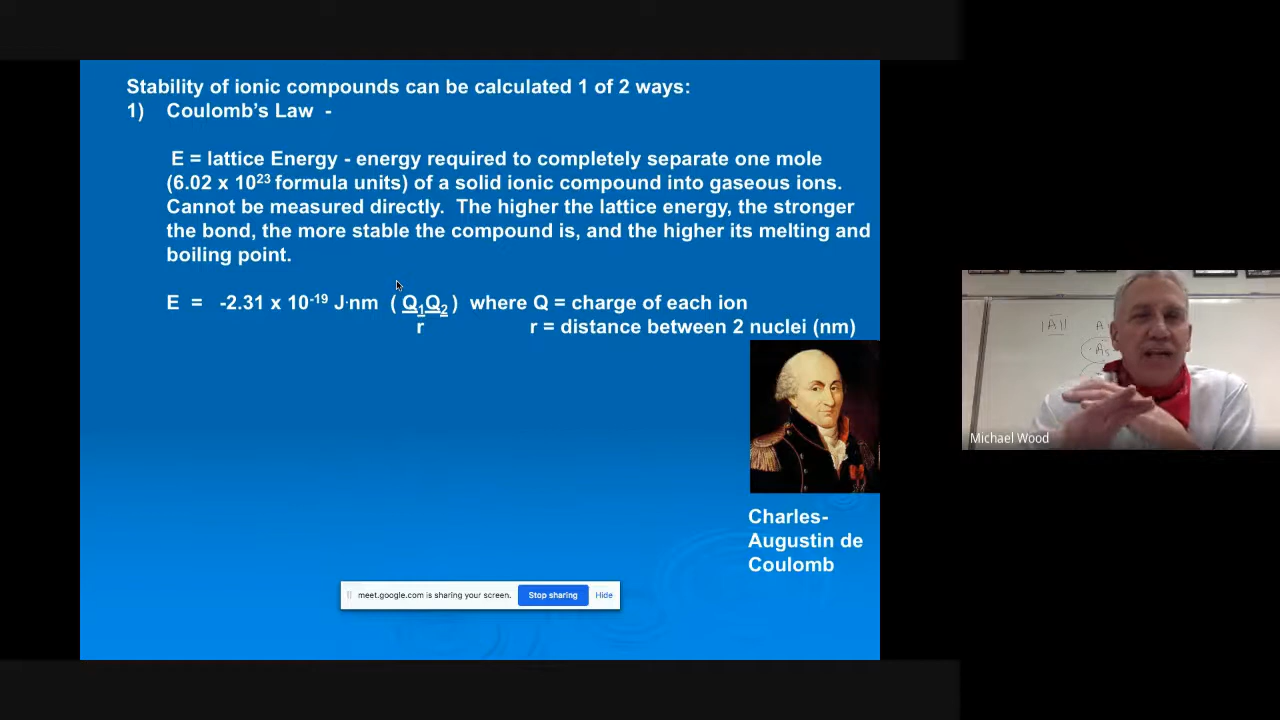 Stability of ionic compounds can be calculated 1 of 2 ways:
1) Coulomb's Law -
E = lattice Energy - energy required to completely separate one mole
(6.02 x 10²³ formula units) of a solid ionic compound into gaseous ions.
Cannot be measured directly. The higher the lattice energy, the stronger
the bond, the more stable the compound is, and the higher its melting and
boiling point.
E = -2.31 x 10⁻¹⁹ J·nm ( Q₁Q₂ ) where Q = charge of each ion
r r = distance between 2 nuclei (nm)
Charles-
Augustin de
Coulomb
meet.google.com is sharing your screen. Stop sharing Hide
Michael Wood